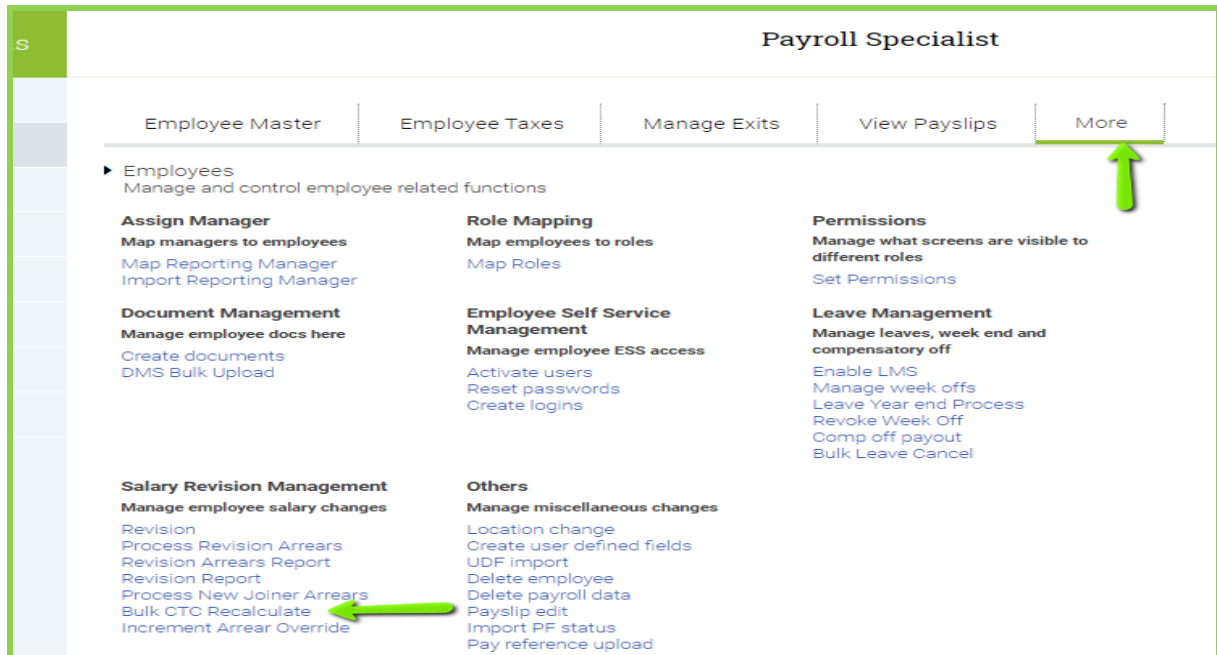 s
Payroll Specialist
Employee Master
Employee Taxes
Manage Exits
View Payslips
More
Employees
Manage and control employee related functions
Assign Manager
Map managers to employees
Map Reporting Manager
Import Reporting Manager
Role Mapping
Map employees to roles
Map Roles
Permissions
Manage what screens are visible to
different roles
Set Permissions
Document Management
Manage employee docs here
Create documents
DMS Bulk Upload
Employee Self Service
Management
Manage employee ESS access
Activate users
Reset passwords
Create logins
Leave Management
Manage leaves, week end and
compensatory off
Enable LMS
Manage week offs
Leave Year end Process
Revoke Week Off
Comp off payout
Bulk Leave Cancel
Salary Revision Management
Manage employee salary changes
Revision
Process Revision Arrears
Revision Arrears Report
Revision Report
Process New Joiner Arrears
Bulk CTC Recalculate
Increment Arrear Override
Others
Manage miscellaneous changes
Location change
Create user defined fields
UDF import
Delete employee
Delete payroll data
Payslip edit
Import PF status
Pay reference upload